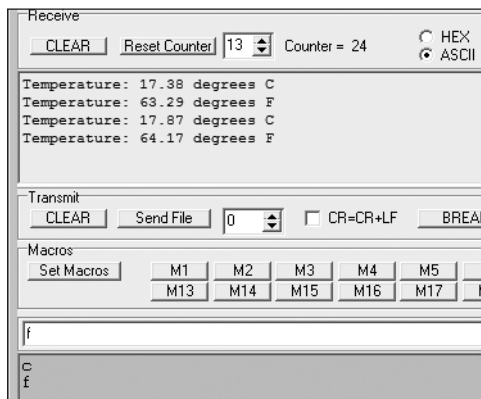 Receive
CLEAR Reset Counter 13 Counter = 24 HEX
ASCII
Temperature: 17.38 degrees C
Temperature: 63.29 degrees F
Temperature: 17.87 degrees C
Temperature: 64.17 degrees F
Transmit
CLEAR Send File 0 CR=CR+LF BREA
Macros
Set Macros M1 M2 M3 M4 M5
M13 M14 M15 M16 M17
f
c
f